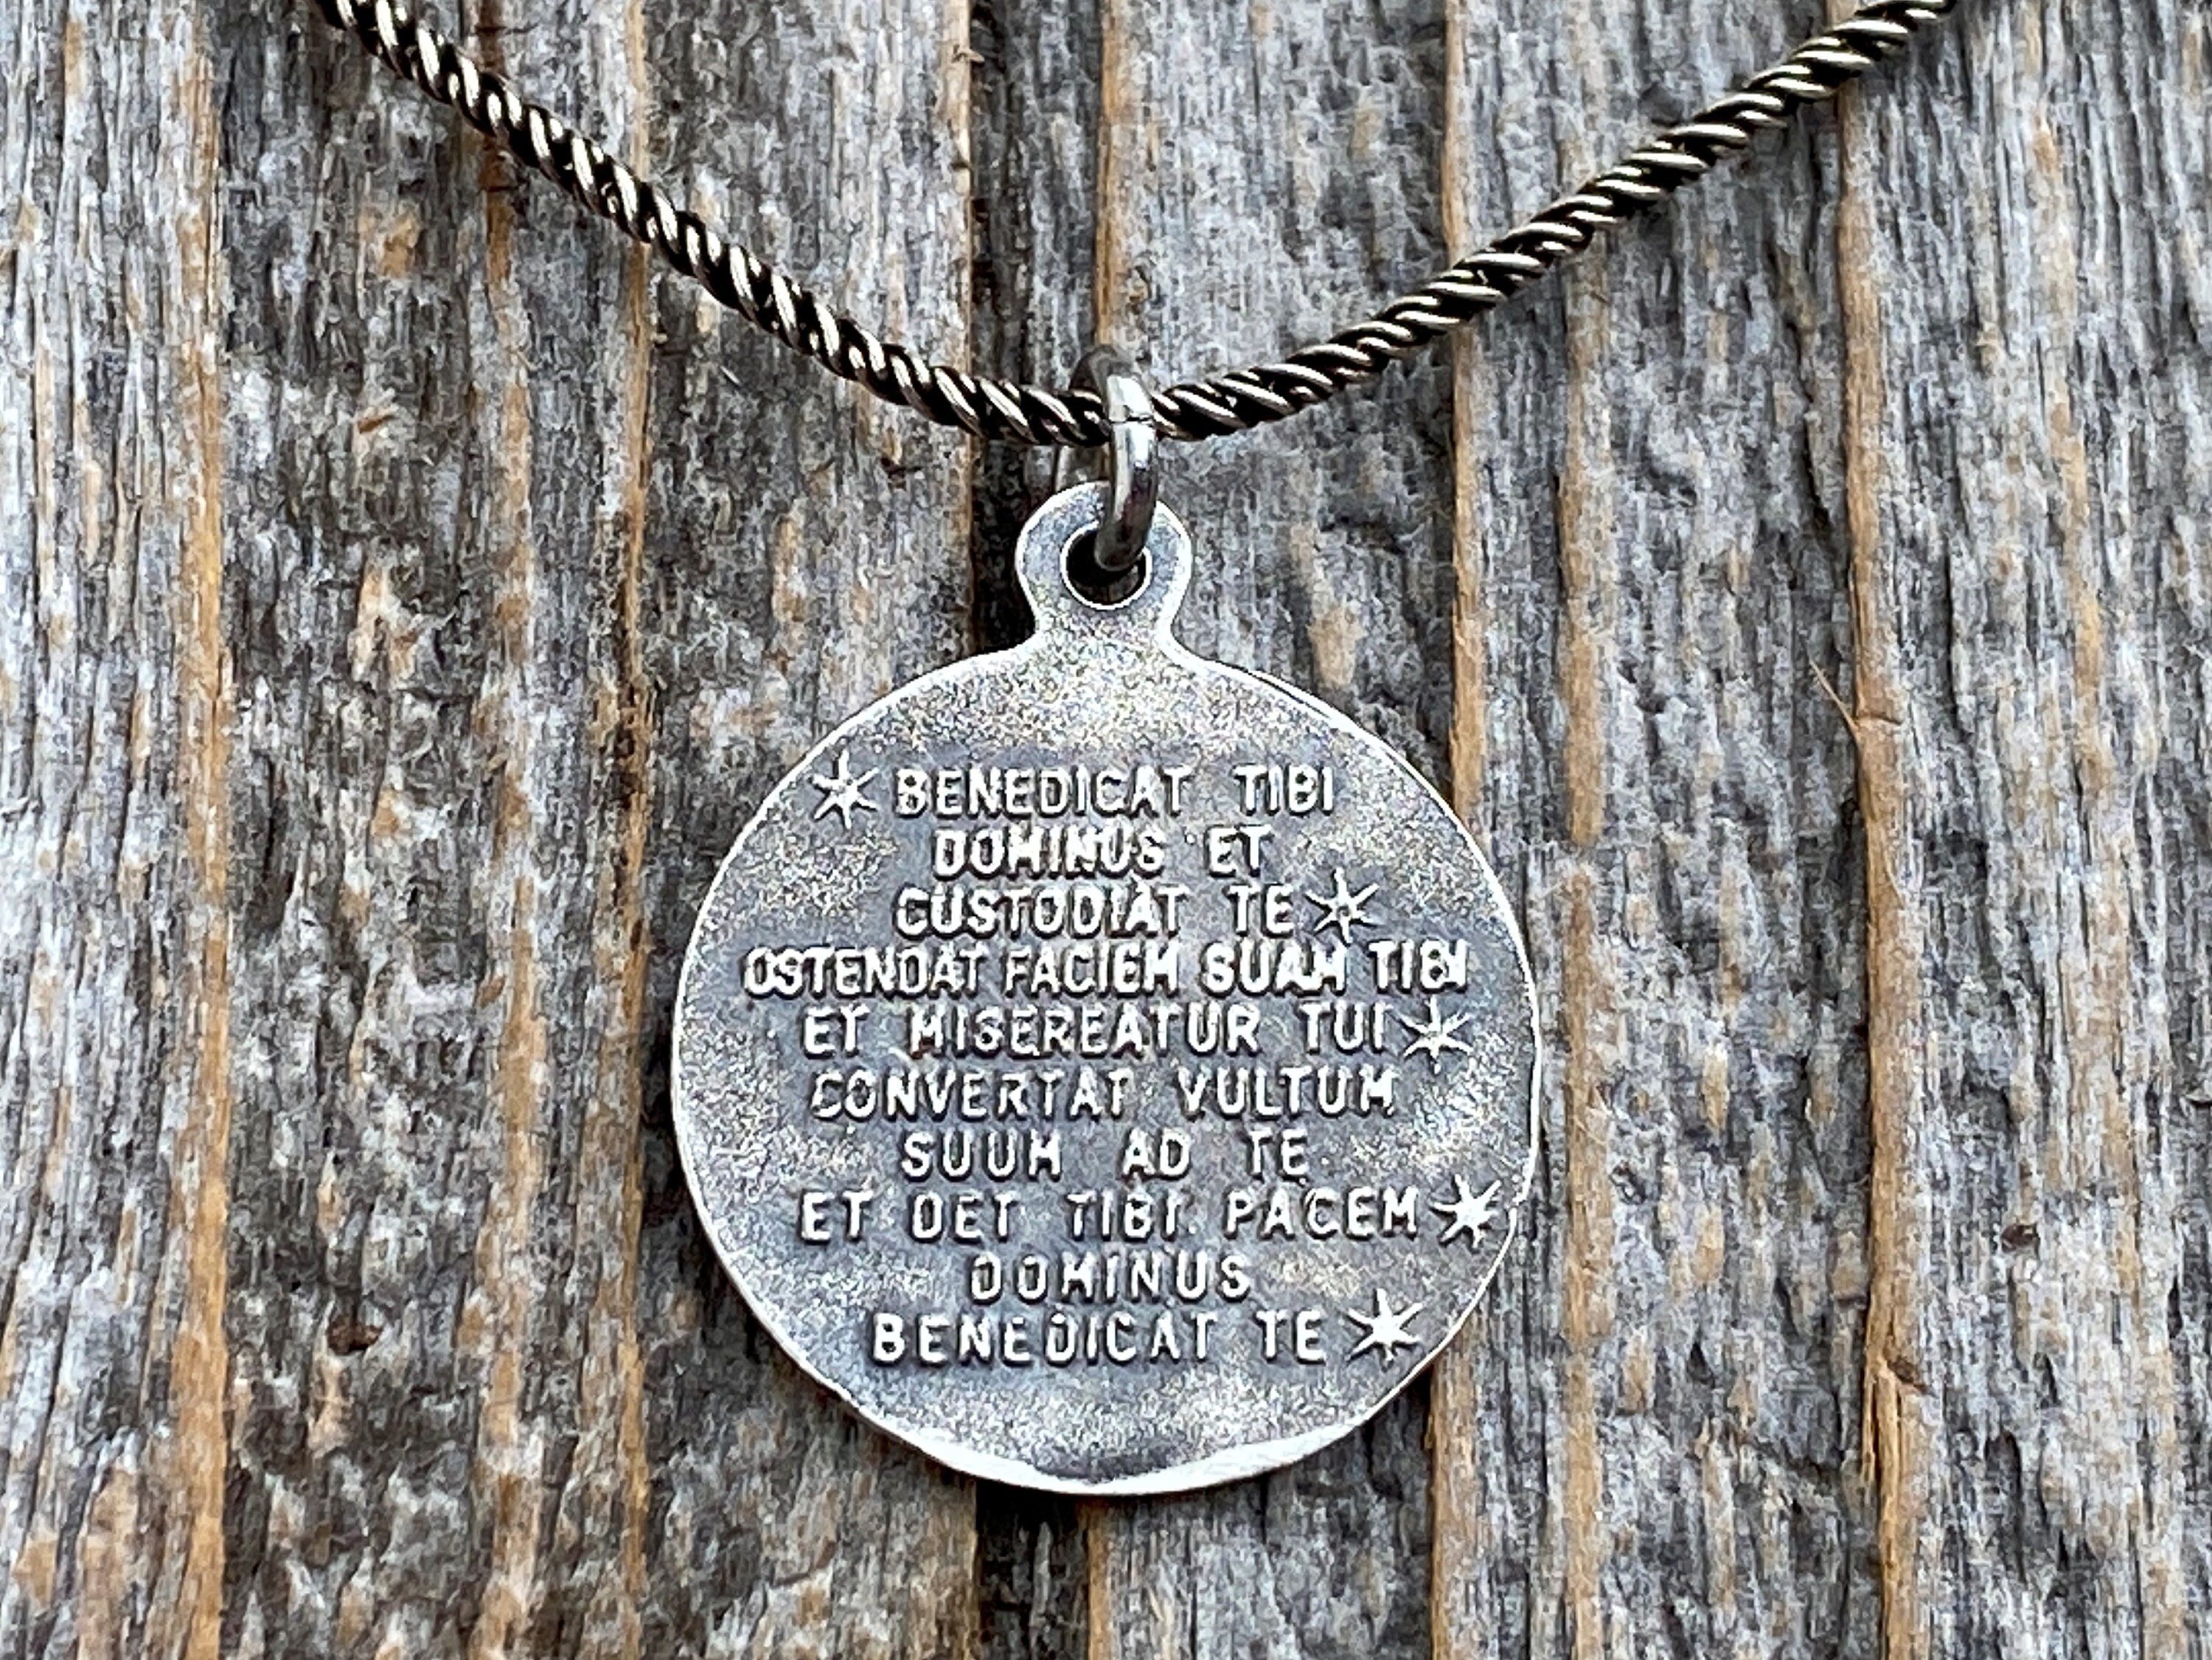 BENEDICAT TIBI
DOMINUS ET
CUSTODIAT TE
OSTENDAT FACIEM SUAM TIBI
ET MISEREATUR TUI
CONVERTAT VULTUM
SUUM AD TE
ET DET TIBI PACEM
DOMINUS
BENEDICAT TE